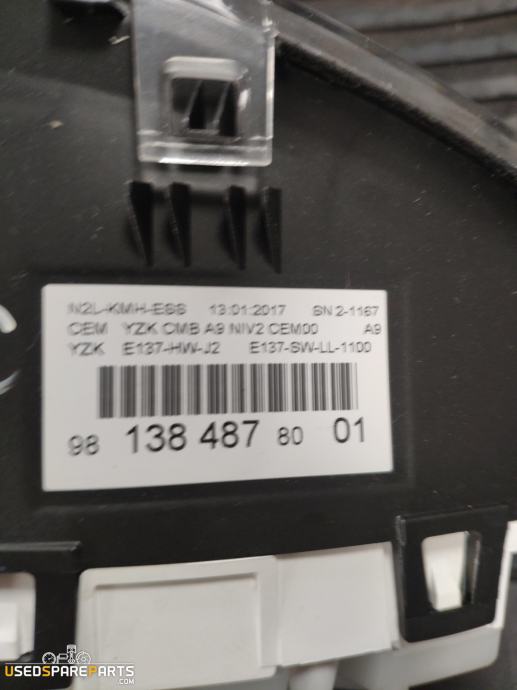 N2L-KMH-ESS 13:01:2017 SN 2-1167
CEM YZK CMB A9 NIV2 CEM00 A9
YZK E137-HW-J2 E137-SW-LL-1100
98 138 487 80 01
USEDSPAREPARTS
.COM